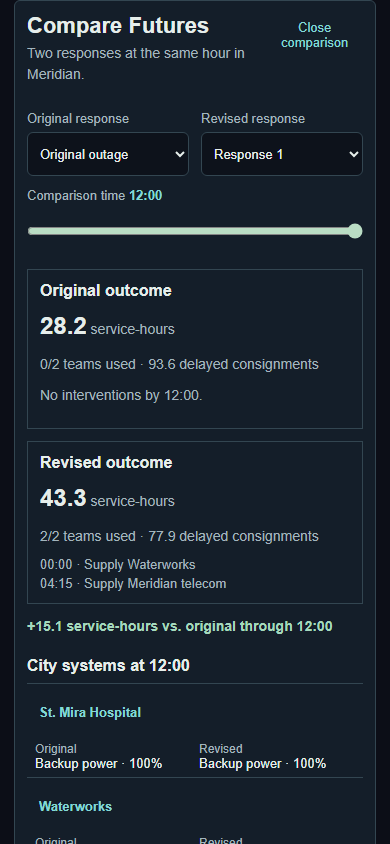 Compare Futures
Close comparison
Two responses at the same hour in
Meridian.
Original response
Revised response
Original outage
Response 1
Comparison time 12:00
Original outcome
28.2 service-hours
0/2 teams used · 93.6 delayed consignments
No interventions by 12:00.
Revised outcome
43.3 service-hours
2/2 teams used · 77.9 delayed consignments
00:00 · Supply Waterworks
04:15 · Supply Meridian telecom
+15.1 service-hours vs. original through 12:00
City systems at 12:00
St. Mira Hospital
Original
Revised
Backup power · 100%
Backup power · 100%
Waterworks
Original
Revised